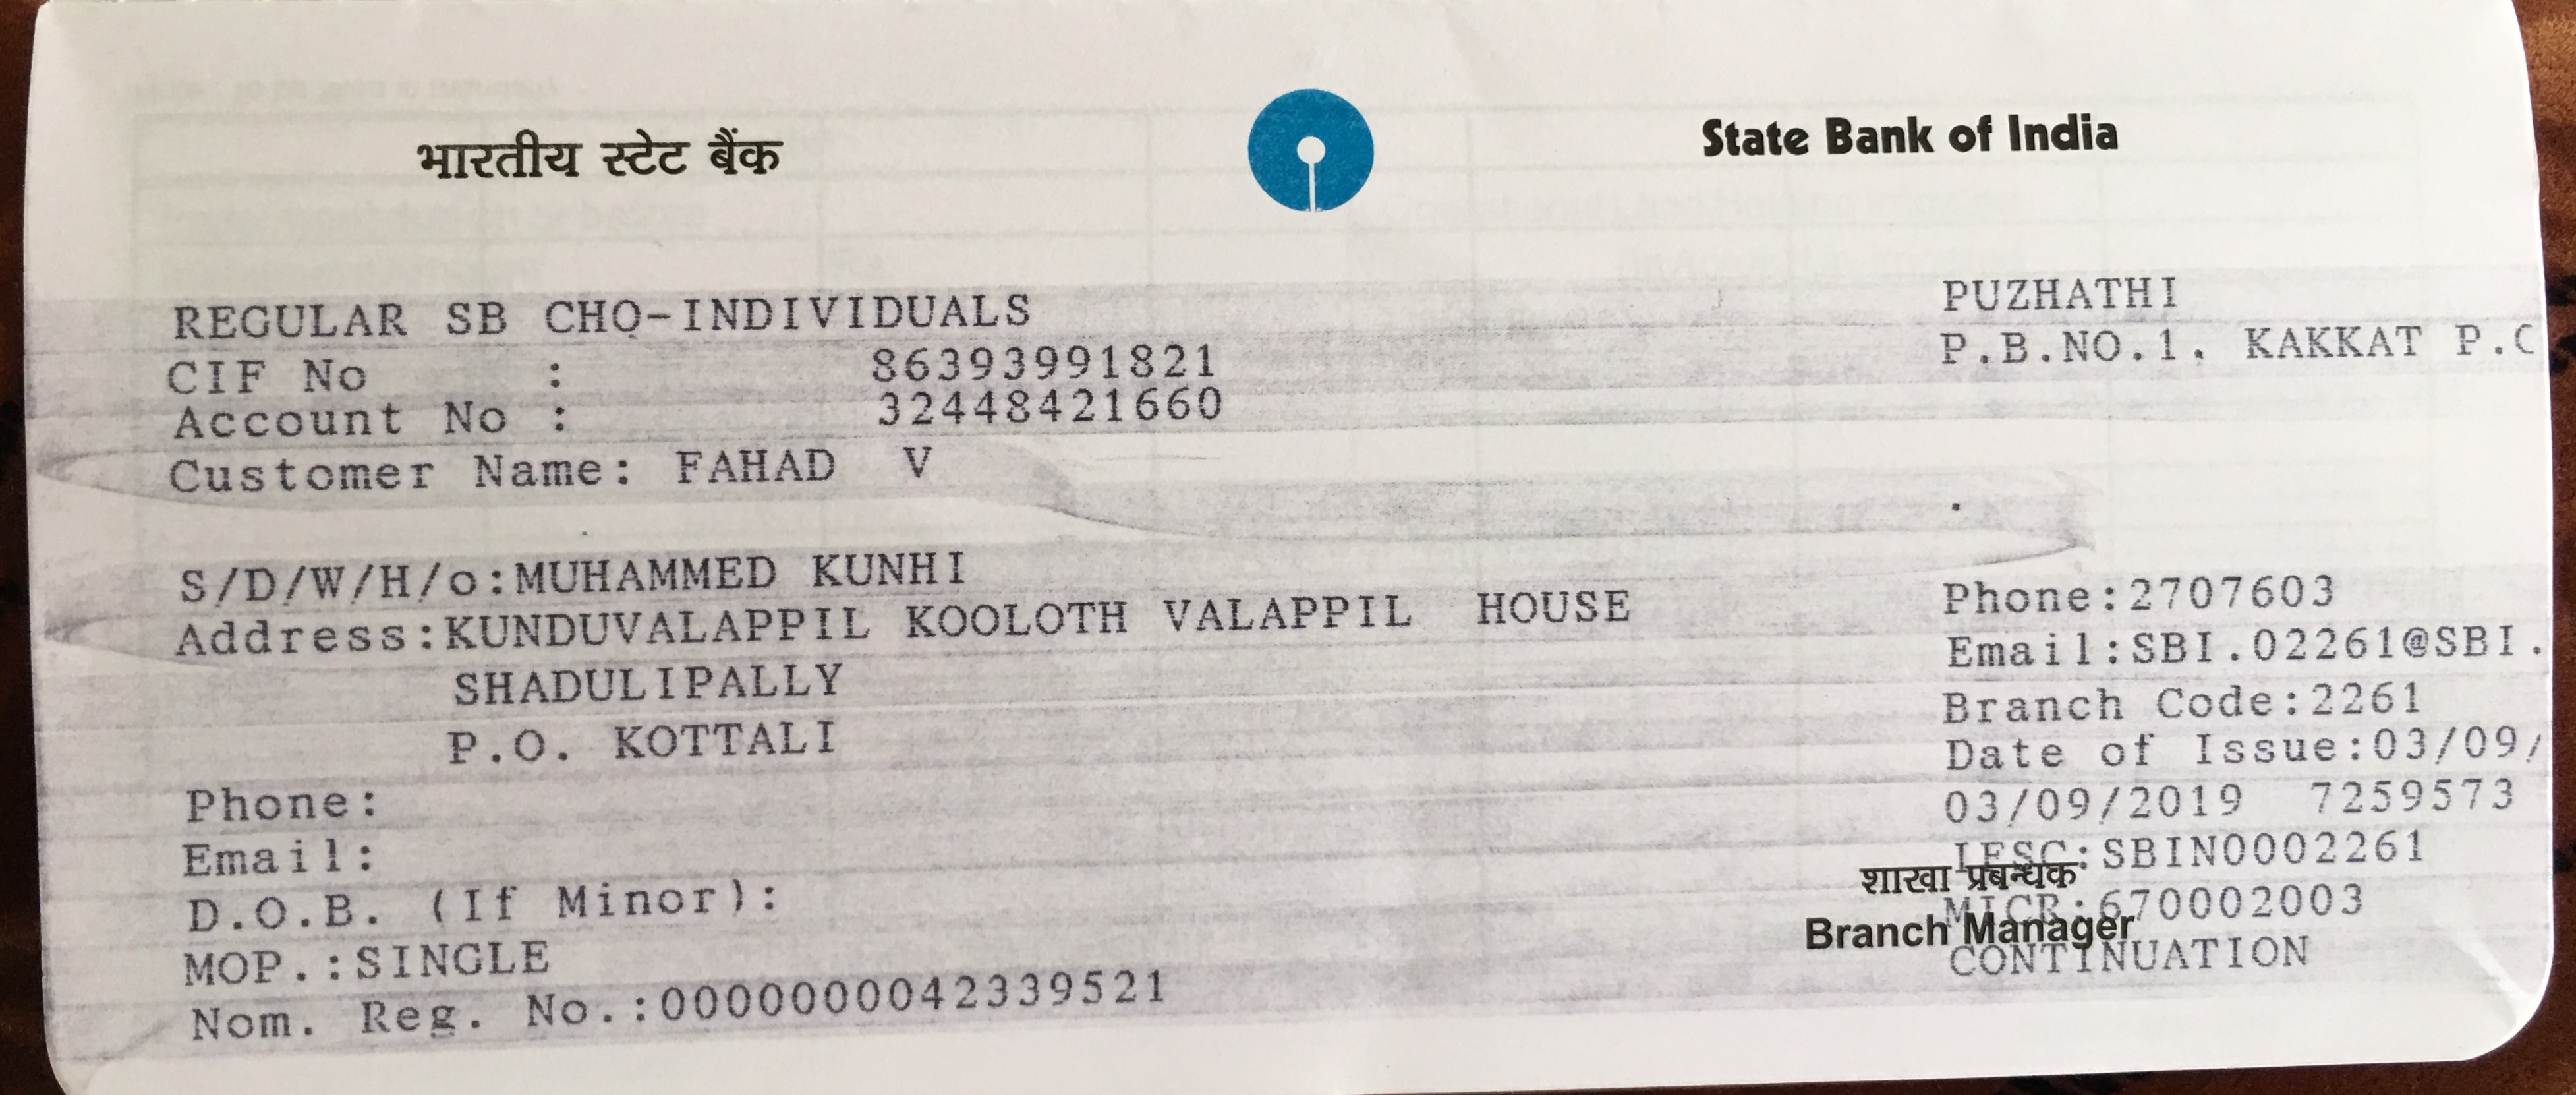 भारतीय स्टेट बैंक
State Bank of India
REGULAR SB CHQ-INDIVIDUALS
CIF No : 86393991821
Account No : 32448421660
Customer Name: FAHAD V
S/D/W/H/o:MUHAMMED KUNHI
Address:KUNDUVALAPPIL KOOLOTH VALAPPIL HOUSE
SHADULIPALLY
P.O. KOTTALI
Phone:
Email:
D.O.B. (If Minor):
MOP.:SINGLE
Nom. Reg. No.:0000000042339521
PUZHATHI
P.B.NO.1. KAKKAT P.O
.
Phone:2707603
Email:SBI.02261@SBI.
Branch Code:2261
Date of Issue:03/09/
03/09/2019 7259573
IFSC:SBIN0002261
शाखा प्रबन्धक
MICR:670002003
Branch Manager
CONTINUATION